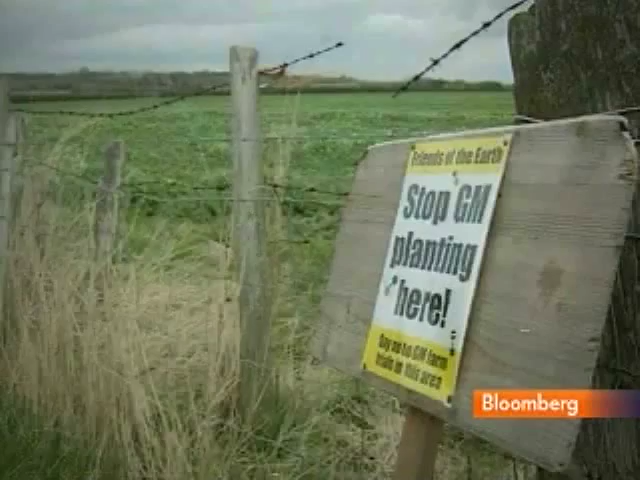 Friends of the Earth
Stop GM
planting
here!
Say no to GM farm
trials in this area
Bloomberg